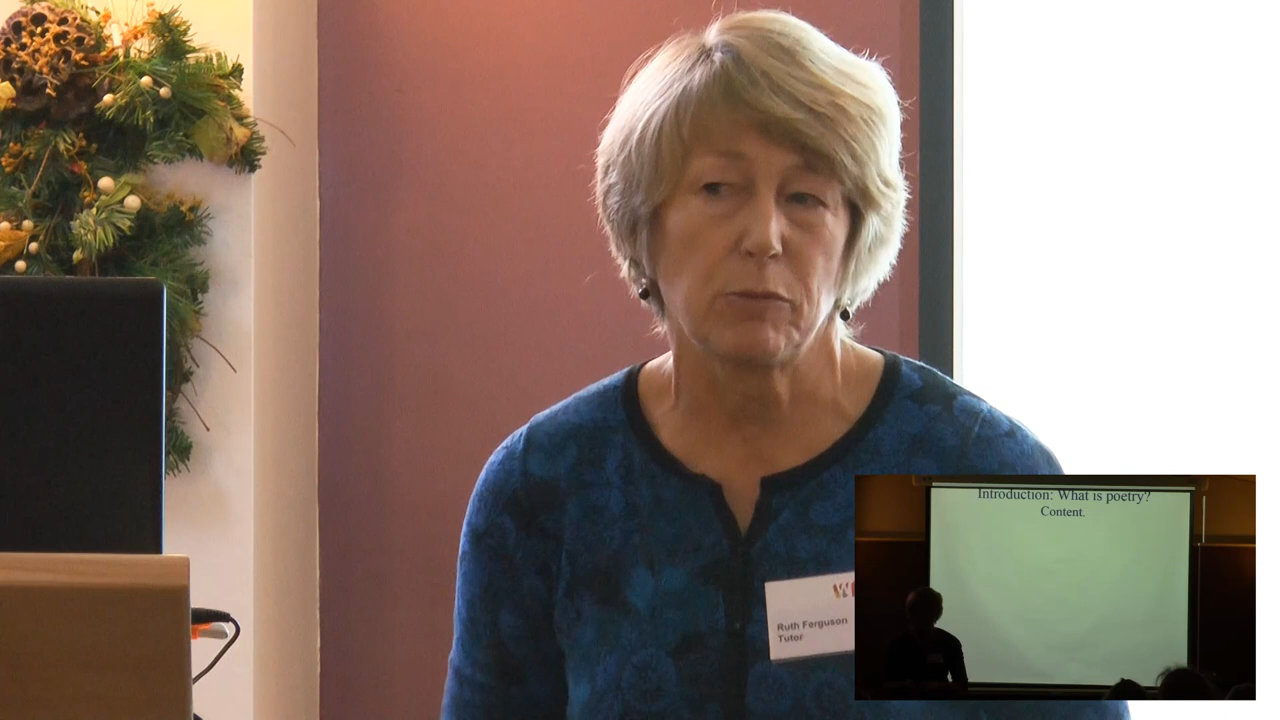 W
Ruth Ferguson
Tutor
Introduction: What is poetry?
Content.